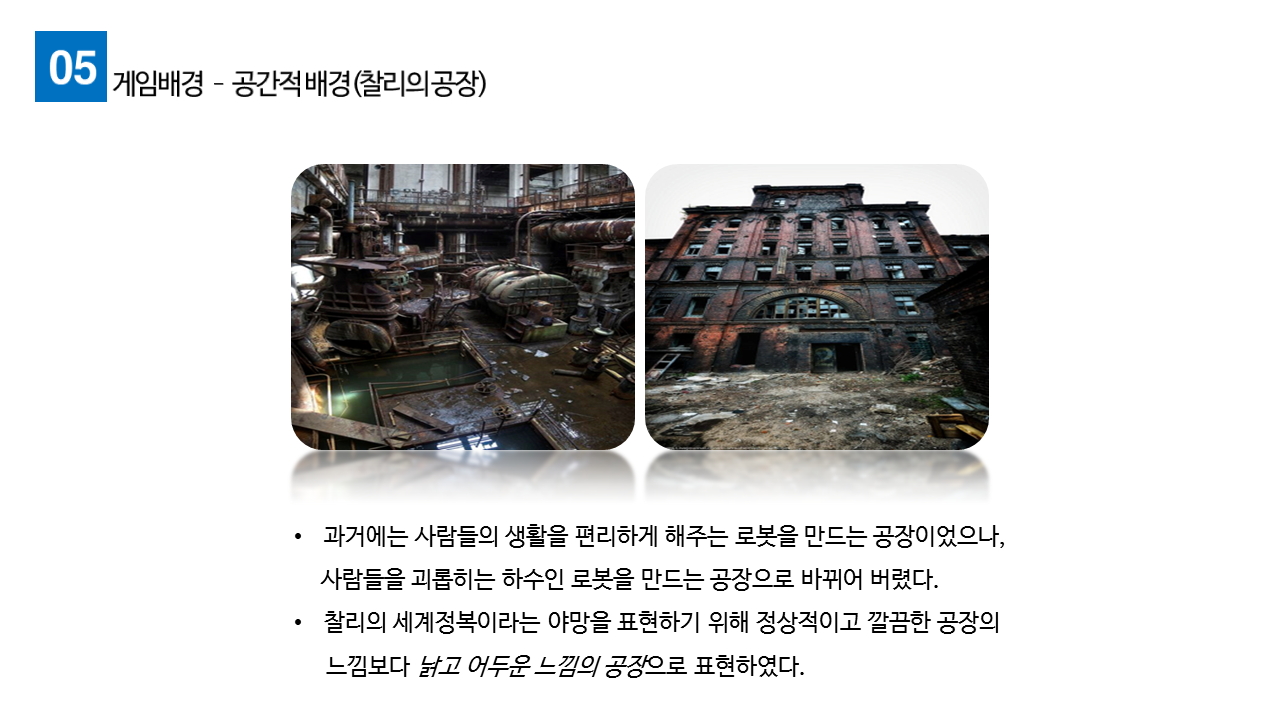 05
게임배경 - 공간적 배경(찰리의 공장)
• 과거에는 사람들의 생활을 편리하게 해주는 로봇을 만드는 공장이었으나,
사람들을 괴롭히는 하수인 로봇을 만드는 공장으로 바뀌어 버렸다.
• 찰리의 세계정복이라는 야망을 표현하기 위해 정상적이고 깔끔한 공장의
느낌보다 낡고 어두운 느낌의 공장으로 표현하였다.